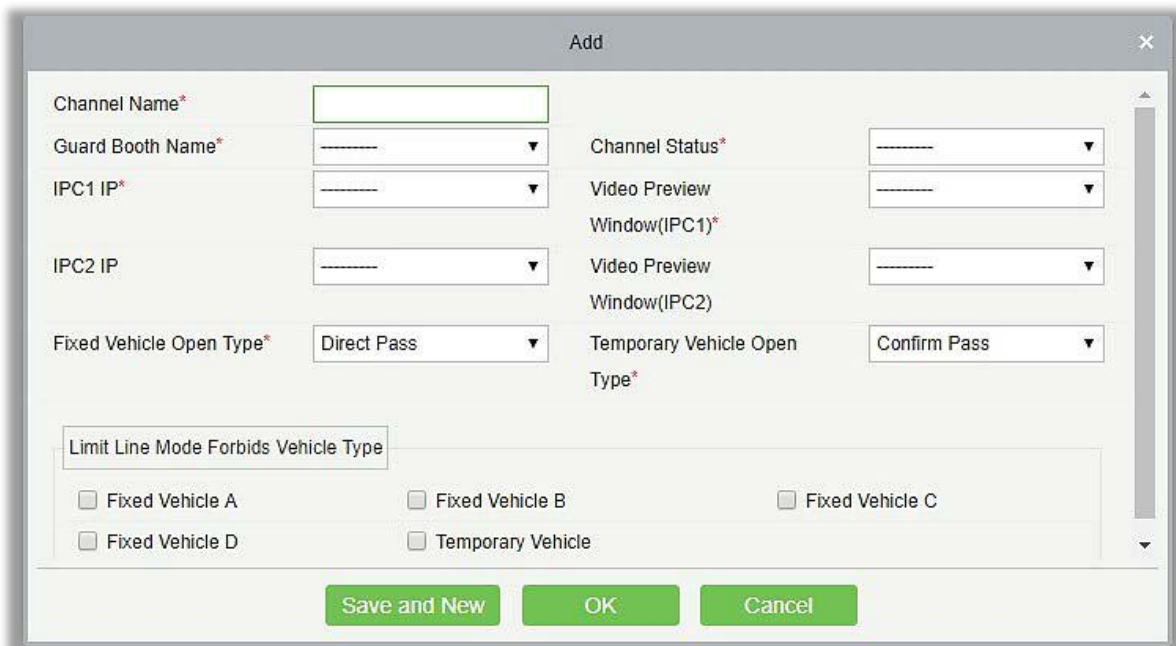 Add
Channel Name*
Guard Booth Name* --------- Channel Status* ---------
IPC1 IP* --------- Video Preview ---------
Window(IPC1)*
IPC2 IP --------- Video Preview ---------
Window(IPC2)
Fixed Vehicle Open Type* Direct Pass Temporary Vehicle Open Confirm Pass
Type*
Limit Line Mode Forbids Vehicle Type
Fixed Vehicle A Fixed Vehicle B Fixed Vehicle C
Fixed Vehicle D Temporary Vehicle
Save and New OK Cancel